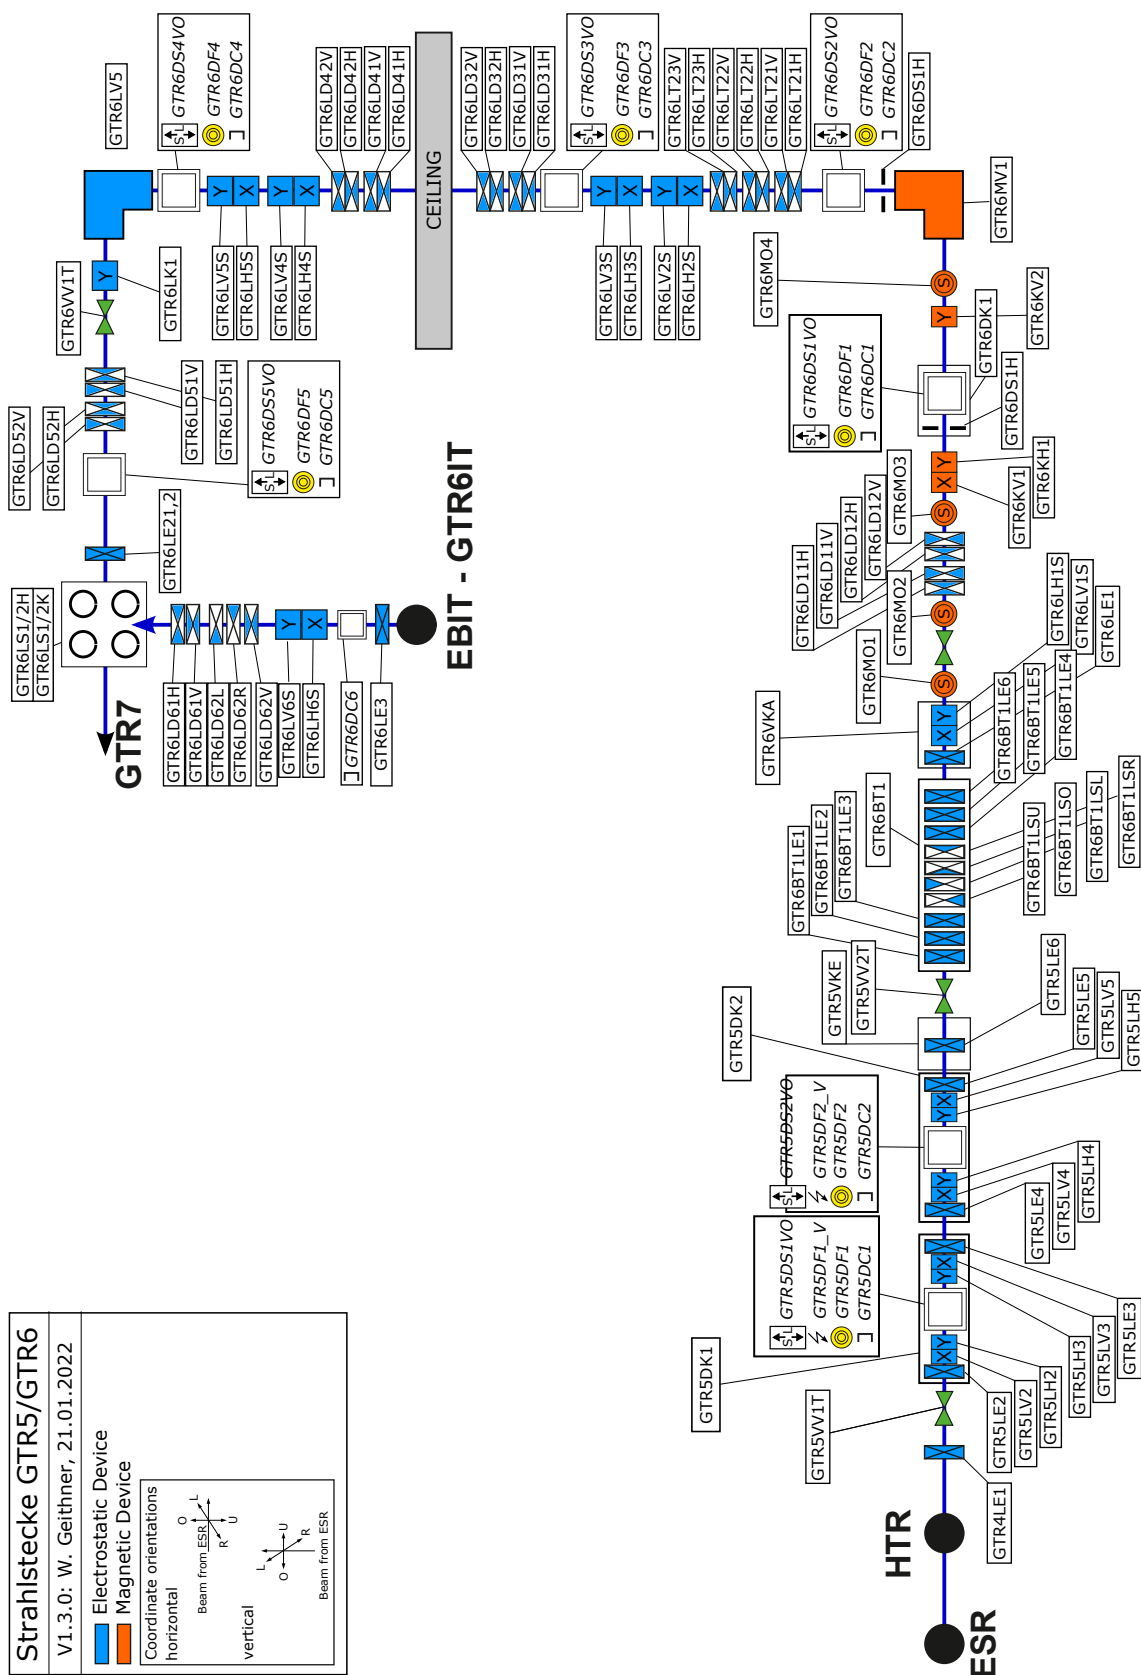 Strahlstecke GTR5/GTR6
V1.3.0: W. Geithner, 21.01.2022
Electrostatic Device
Magnetic Device
Coordinate orientations
horizontal
Beam from ESR
O
L
R
U
vertical
L
O
U
R
Beam from ESR
ESR
HTR
GTR4LE1
GTR5VV1T
GTR5DK1
GTR5LE2
GTR5LV2
GTR5LH2
X Y
S L GTR5DS1VO
GTR5DF1_V
GTR5DF1
GTR5DC1
Y X
GTR5LH3
GTR5LV3
GTR5LE3
GTR5DK2
S L GTR5DS2VO
GTR5DF2_V
GTR5DF2
GTR5DC2
X Y
GTR5LE4
GTR5LV4
GTR5LH4
Y X
GTR5LE5
GTR5LV5
GTR5LH5
GTR5LE6
GTR5VKE
GTR5VV2T
GTR6BT1LE1
GTR6BT1LE2
GTR6BT1LE3
GTR6BT1
GTR6BT1LSU
GTR6BT1LSO
GTR6BT1LSL
GTR6BT1LSR
GTR6BT1LE6
GTR6BT1LE5
GTR6BT1LE4
GTR6VKA
X Y
GTR6LH1S
GTR6LV1S
GTR6LE1
GTR6MO1
S
GTR6MO2
S
GTR6LD11H
GTR6LD11V
GTR6LD12H
GTR6LD12V
GTR6MO3
S
X Y
GTR6KV1
GTR6KH1
S L GTR6DS1VO
GTR6DF1
GTR6DC1
GTR6DS1H
GTR6DK1
Y
GTR6KV2
GTR6MO4
S
GTR6MV1
GTR6DS1H
S L GTR6DS2VO
GTR6DF2
GTR6DC2
GTR6LT21H
GTR6LT21V
GTR6LT22H
GTR6LT22V
GTR6LT23H
GTR6LT23V
Y X
GTR6LV2S
GTR6LH2S
Y X
GTR6LV3S
GTR6LH3S
S L GTR6DS3VO
GTR6DF3
GTR6DC3
GTR6LD31H
GTR6LD31V
GTR6LD32H
GTR6LD32V
CEILING
GTR6LD41H
GTR6LD41V
GTR6LD42H
GTR6LD42V
Y X
GTR6LV4S
GTR6LH4S
Y X
GTR6LV5S
GTR6LH5S
S L GTR6DS4VO
GTR6DF4
GTR6DC4
GTR6LV5
Y
GTR6LK1
GTR6VV1T
GTR6LD51V
GTR6LD51H
GTR6LD52V
GTR6LD52H
S L GTR6DS5VO
GTR6DF5
GTR6DC5
GTR6LE21,2
GTR6LS1/2H
GTR6LS1/2K
GTR7
GTR6LD61H
GTR6LD61V
GTR6LD62L
GTR6LD62R
GTR6LD62V
Y X
GTR6LV6S
GTR6LH6S
GTR6DC6
GTR6LE3
EBIT - GTR6IT